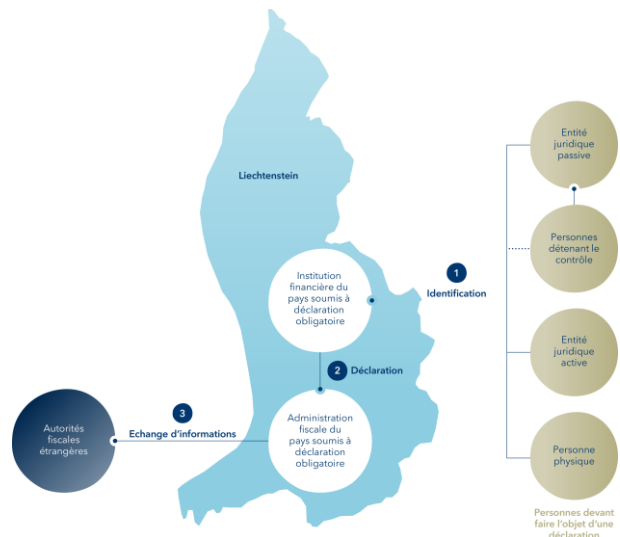 Liechtenstein
Institution
financière du
pays soumis à
déclaration
obligatoire
1
Identification
2 Déclaration
Administration
fiscale du
pays soumis à
déclaration
obligatoire
3
Echange d'informations
Autorités
fiscales
étrangères
Entité
juridique
passive
Personnes
détenant le
contrôle
Entité
juridique
active
Personne
physique
Personnes devant
faire l'objet d'une
déclaration